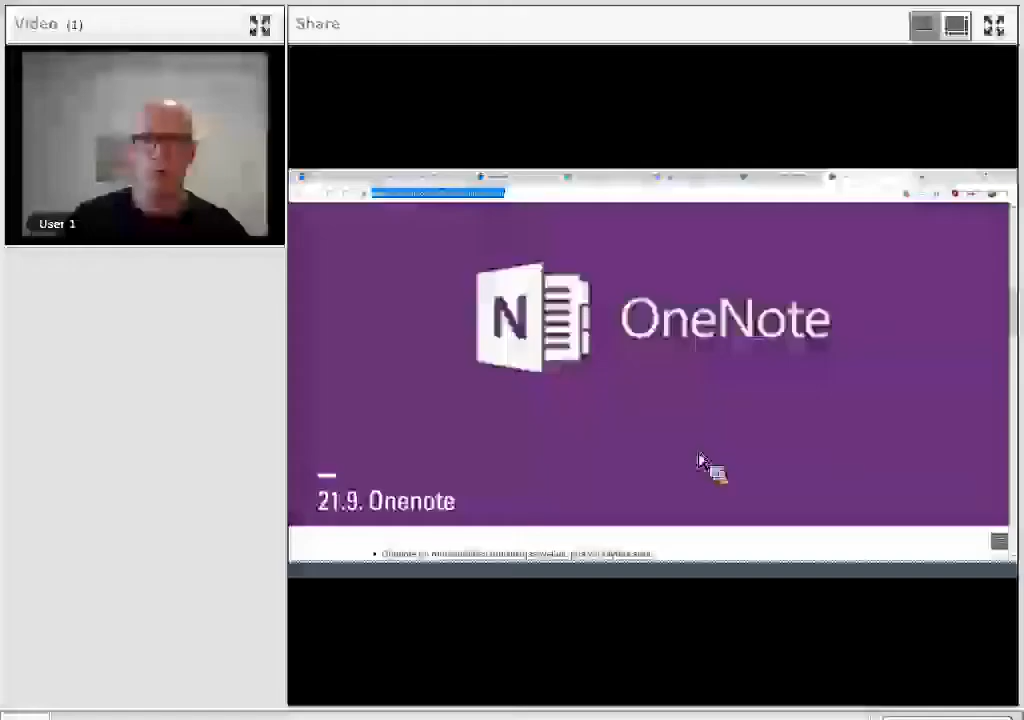 Video (1)
Share
User 1
N
OneNote
21.9. Onenote